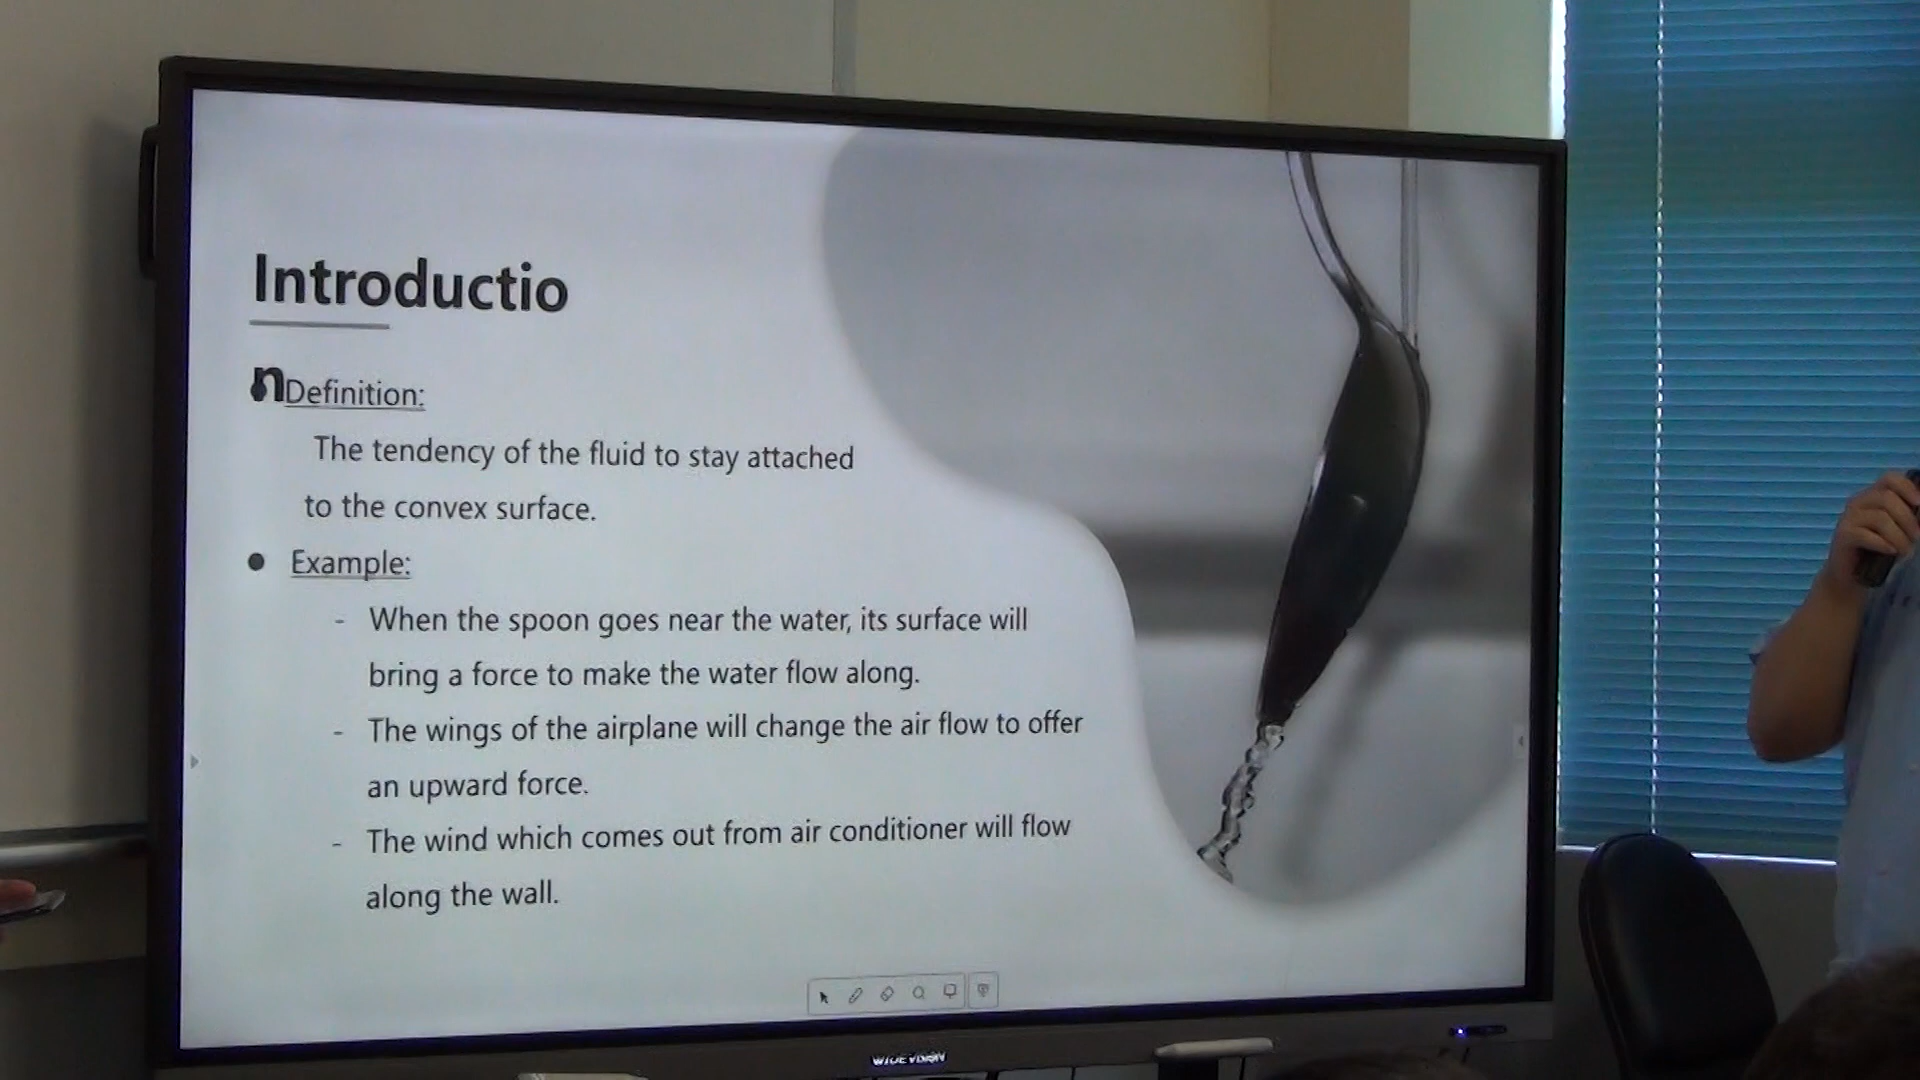 Introductio
n
Definition:
The tendency of the fluid to stay attached
to the convex surface.
● Example:
- When the spoon goes near the water, its surface will
bring a force to make the water flow along.
- The wings of the airplane will change the air flow to offer
an upward force.
- The wind which comes out from air conditioner will flow
along the wall.